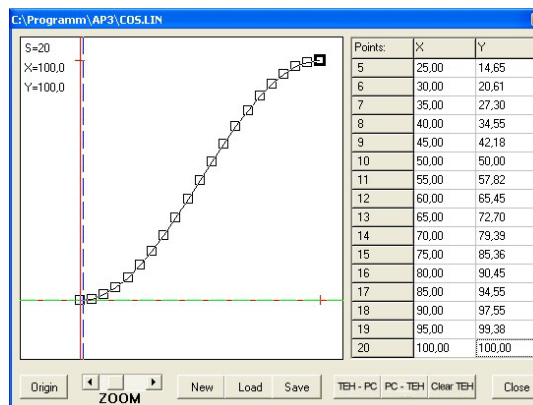 C:\Programm\AP3\COS.LIN
S=20
X=100,0
Y=100,0
Points: X Y
5 25,00 14,65
6 30,00 20,61
7 35,00 27,30
8 40,00 34,55
9 45,00 42,18
10 50,00 50,00
11 55,00 57,82
12 60,00 65,45
13 65,00 72,70
14 70,00 79,39
15 75,00 85,36
16 80,00 90,45
17 85,00 94,55
18 90,00 97,55
19 95,00 99,38
20 100,00 100,00
Origin ZOOM New Load Save TEH - PC PC - TEH Clear TEH Close